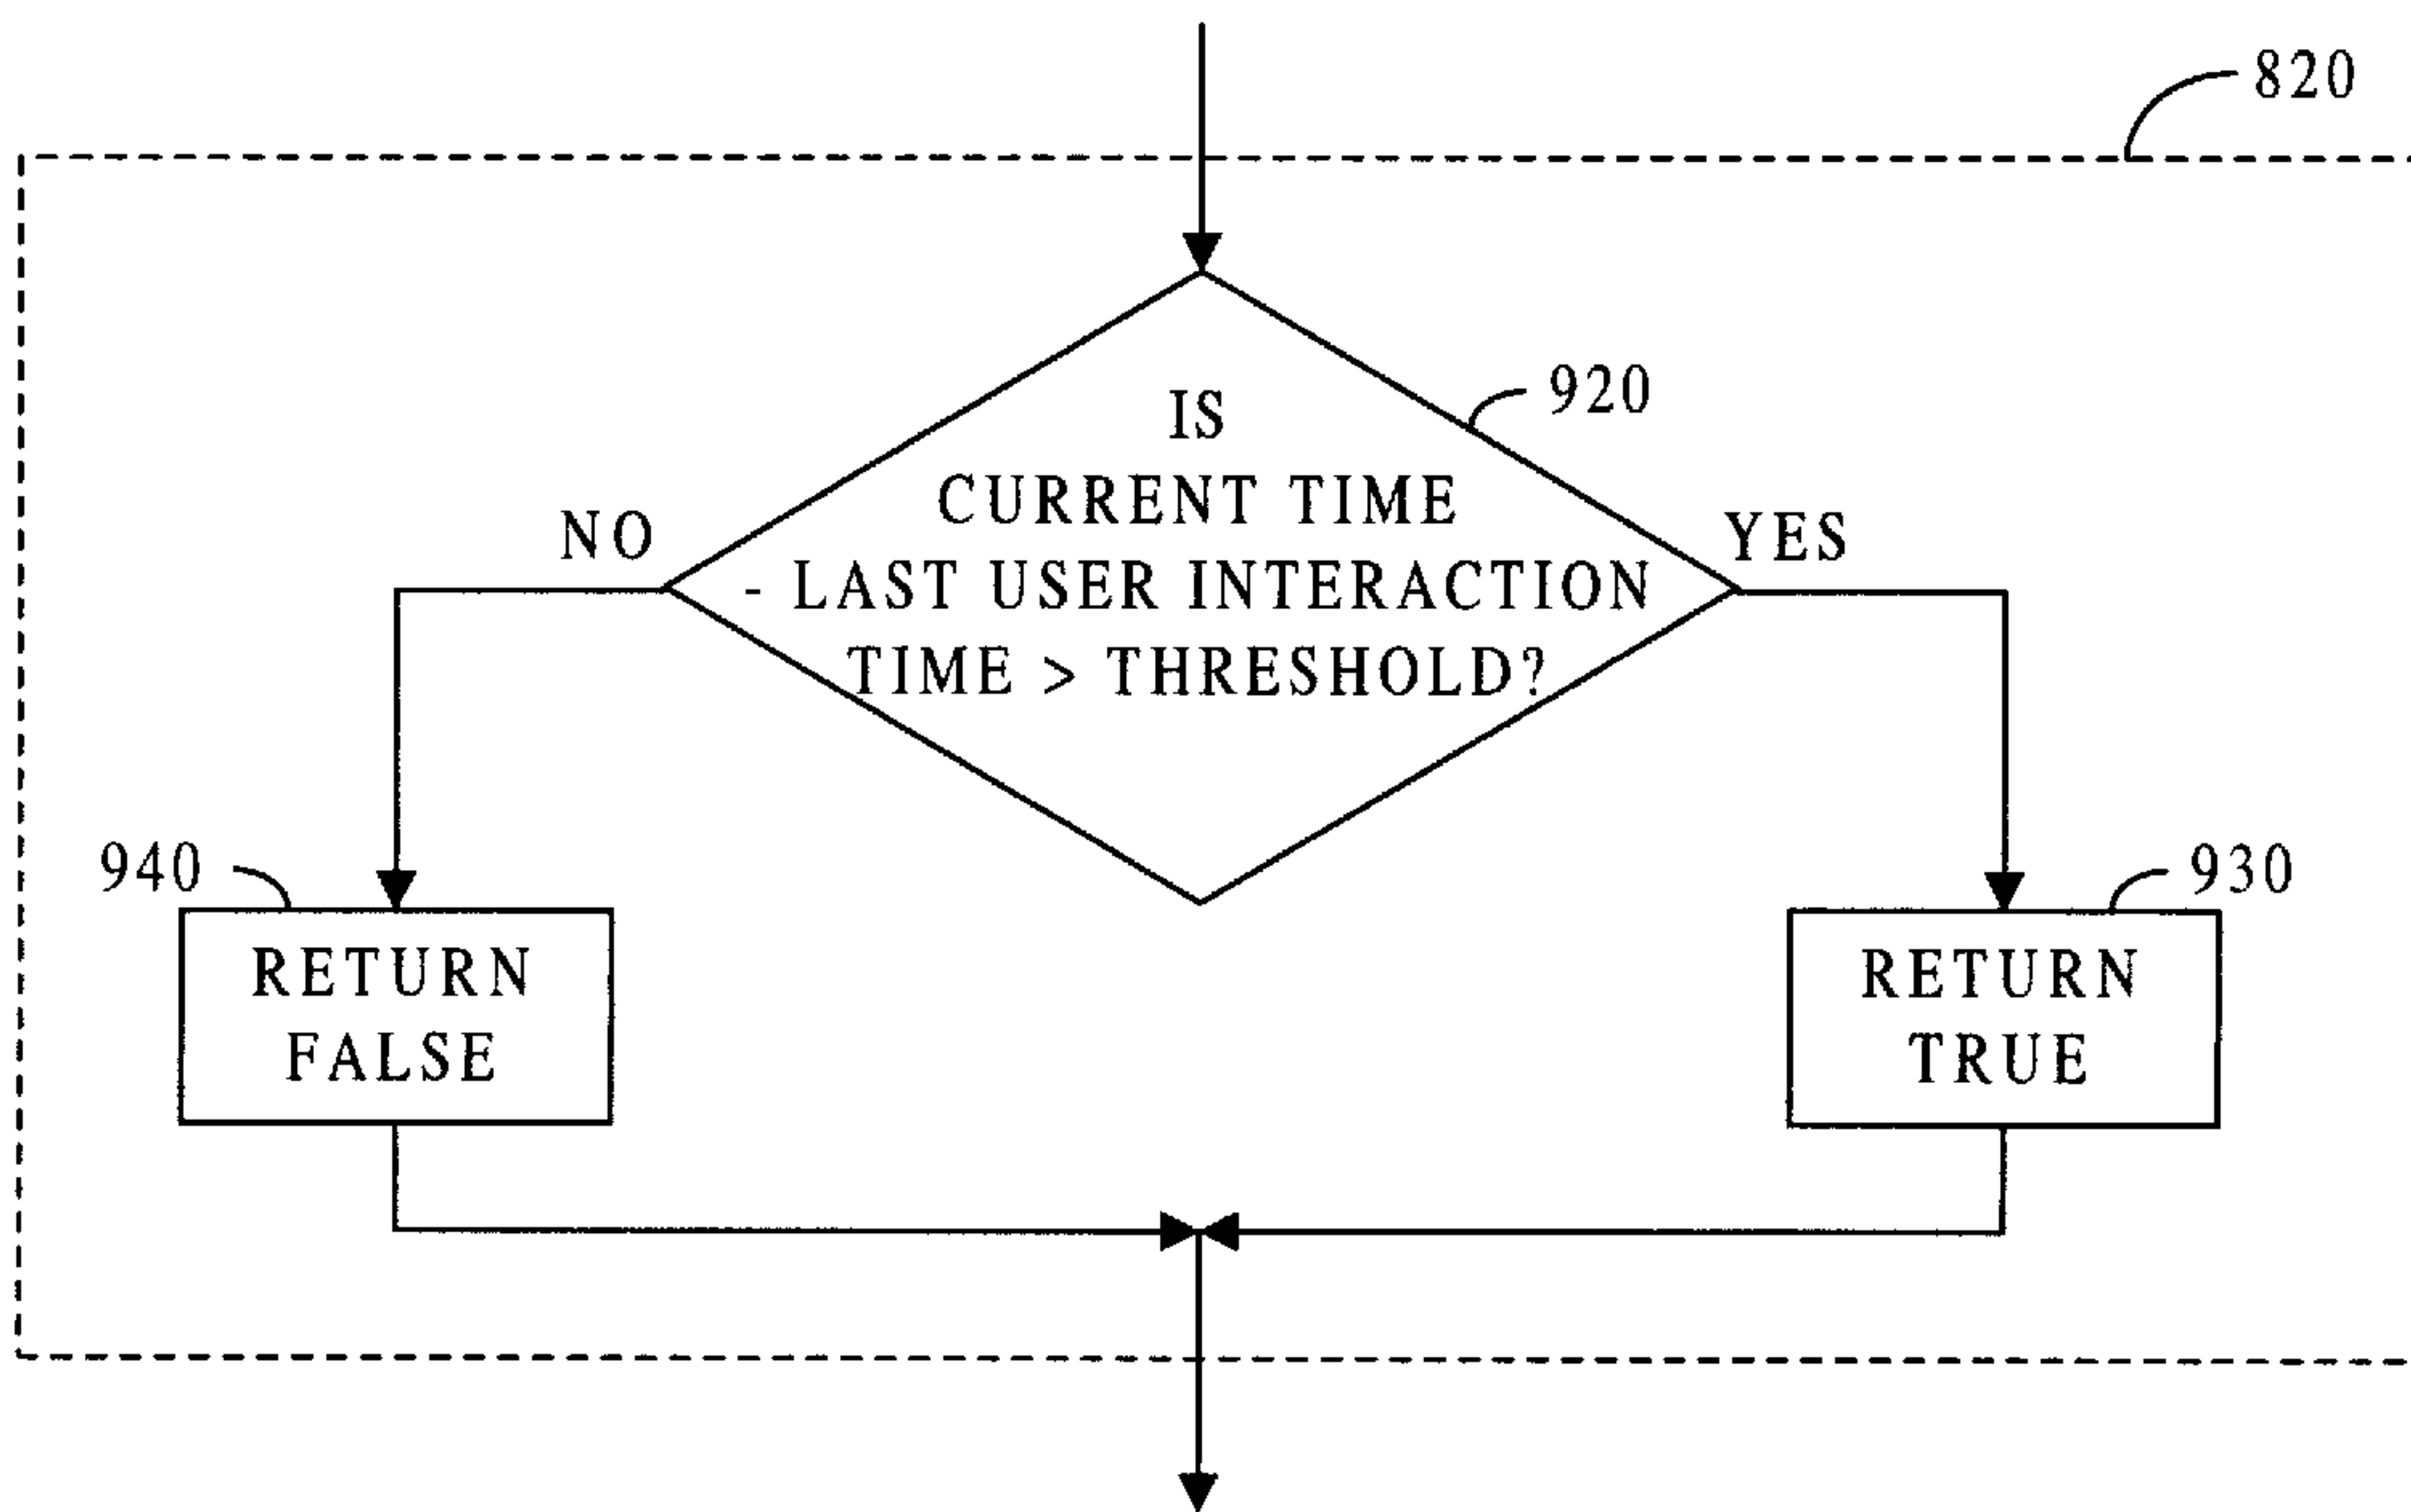 820
920
IS
CURRENT TIME
- LAST USER INTERACTION
TIME > THRESHOLD?
NO
YES
940
930
RETURN
FALSE
RETURN
TRUE